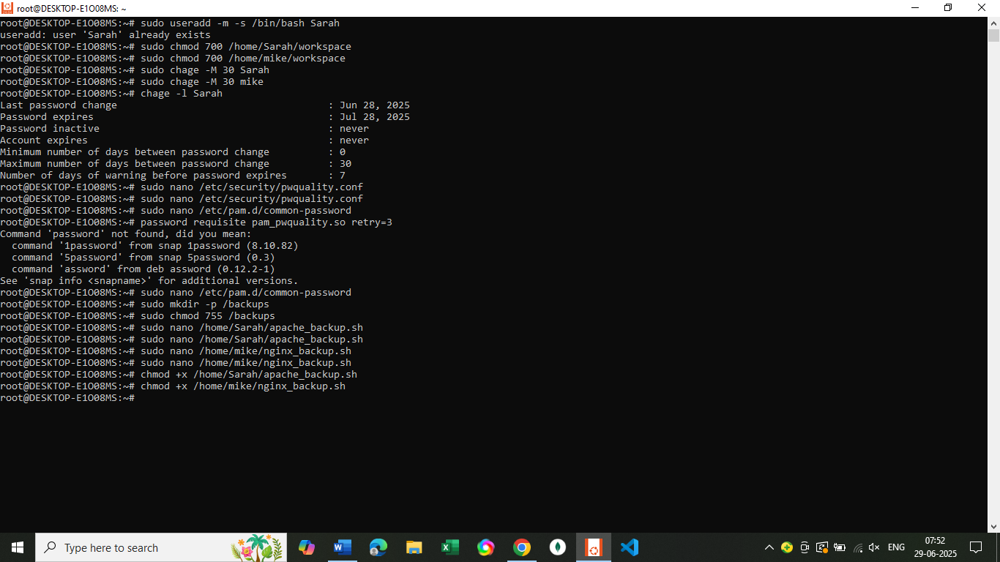 root@DESKTOP-E1O08MS: ~
root@DESKTOP-E1O08MS:~# sudo useradd -m -s /bin/bash Sarah
useradd: user 'Sarah' already exists
root@DESKTOP-E1O08MS:~# sudo chmod 700 /home/Sarah/workspace
root@DESKTOP-E1O08MS:~# sudo chmod 700 /home/mike/workspace
root@DESKTOP-E1O08MS:~# sudo chage -M 30 Sarah
root@DESKTOP-E1O08MS:~# sudo chage -M 30 mike
root@DESKTOP-E1O08MS:~# chage -l Sarah
Last password change : Jun 28, 2025
Password expires : Jul 28, 2025
Password inactive : never
Account expires : never
Minimum number of days between password change : 0
Maximum number of days between password change : 30
Number of days of warning before password expires : 7
root@DESKTOP-E1O08MS:~# sudo nano /etc/security/pwquality.conf
root@DESKTOP-E1O08MS:~# sudo nano /etc/security/pwquality.conf
root@DESKTOP-E1O08MS:~# sudo nano /etc/pam.d/common-password
root@DESKTOP-E1O08MS:~# password requisite pam_pwquality.so retry=3
Command 'password' not found, did you mean:
  command '1password' from snap 1password (8.10.82)
  command '5password' from snap 5password (0.3)
  command 'assword' from deb assword (0.12.2-1)
See 'snap info <snapname>' for additional versions.
root@DESKTOP-E1O08MS:~# sudo nano /etc/pam.d/common-password
root@DESKTOP-E1O08MS:~# sudo mkdir -p /backups
root@DESKTOP-E1O08MS:~# sudo chmod 755 /backups
root@DESKTOP-E1O08MS:~# sudo nano /home/Sarah/apache_backup.sh
root@DESKTOP-E1O08MS:~# sudo nano /home/Sarah/apache_backup.sh
root@DESKTOP-E1O08MS:~# sudo nano /home/mike/nginx_backup.sh
root@DESKTOP-E1O08MS:~# sudo nano /home/mike/nginx_backup.sh
root@DESKTOP-E1O08MS:~# chmod +x /home/Sarah/apache_backup.sh
root@DESKTOP-E1O08MS:~# chmod +x /home/mike/nginx_backup.sh
root@DESKTOP-E1O08MS:~#
Type here to search
ENG
07:52
29-06-2025